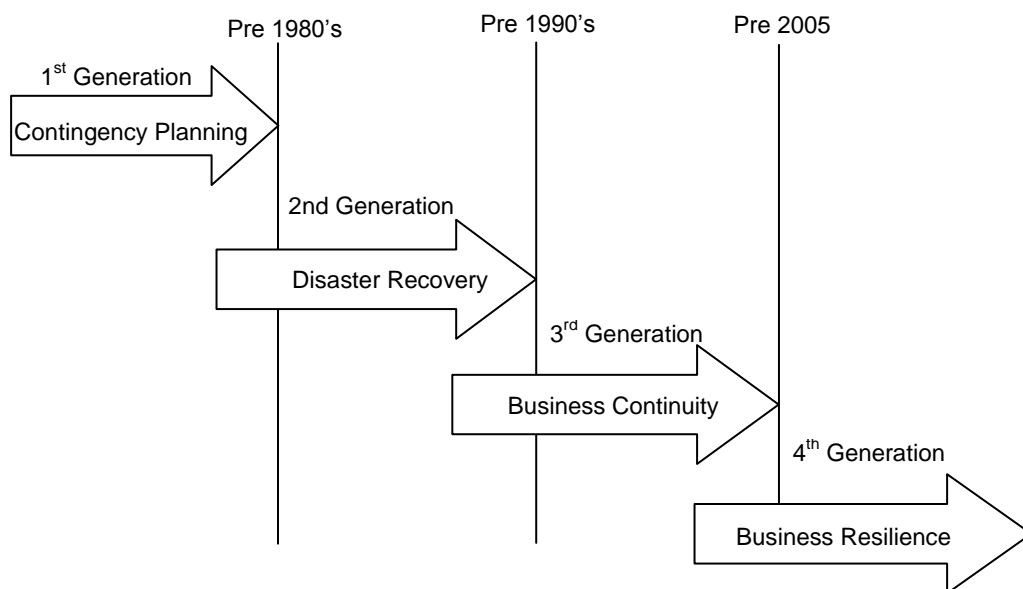 Pre 1980’s
Pre 1990’s
Pre 2005
1st Generation
Contingency Planning
2nd Generation
Disaster Recovery
3rd Generation
Business Continuity
4th Generation
Business Resilience